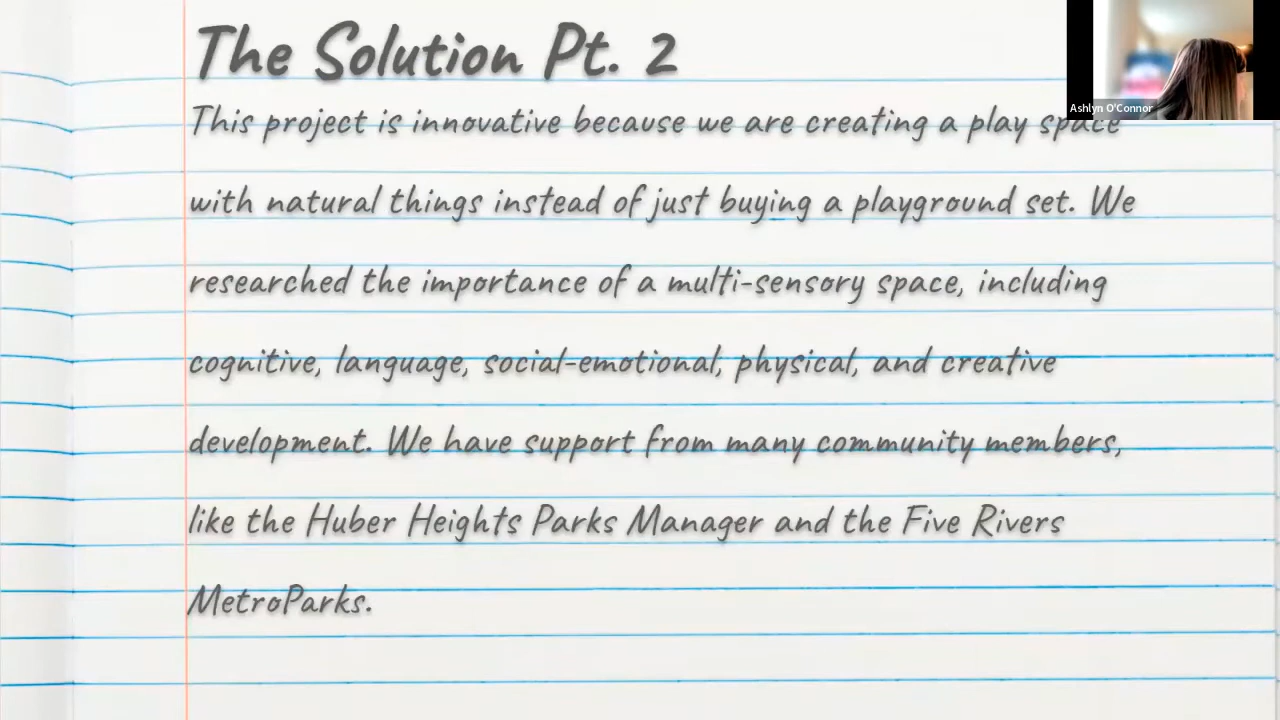 The Solution Pt. 2
Ashlyn O'Connor
This project is innovative because we are creating a play space
with natural things instead of just buying a playground set. We
researched the importance of a multi-sensory space, including
cognitive, language, social-emotional, physical, and creative
development. We have support from many community members,
like the Huber Heights Parks Manager and the Five Rivers
MetroParks.